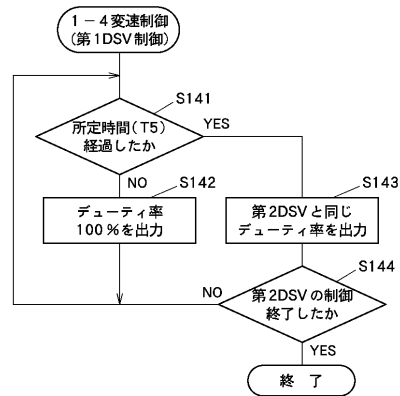 1－4変速制御
(第1DSV制御)
S141
所定時間(T5)
経過したか
YES
NO
S142
デューティ率
100%を出力
S143
第2DSVと同じ
デューティ率を出力
S144
第2DSVの制御
終了したか
NO
YES
終 了